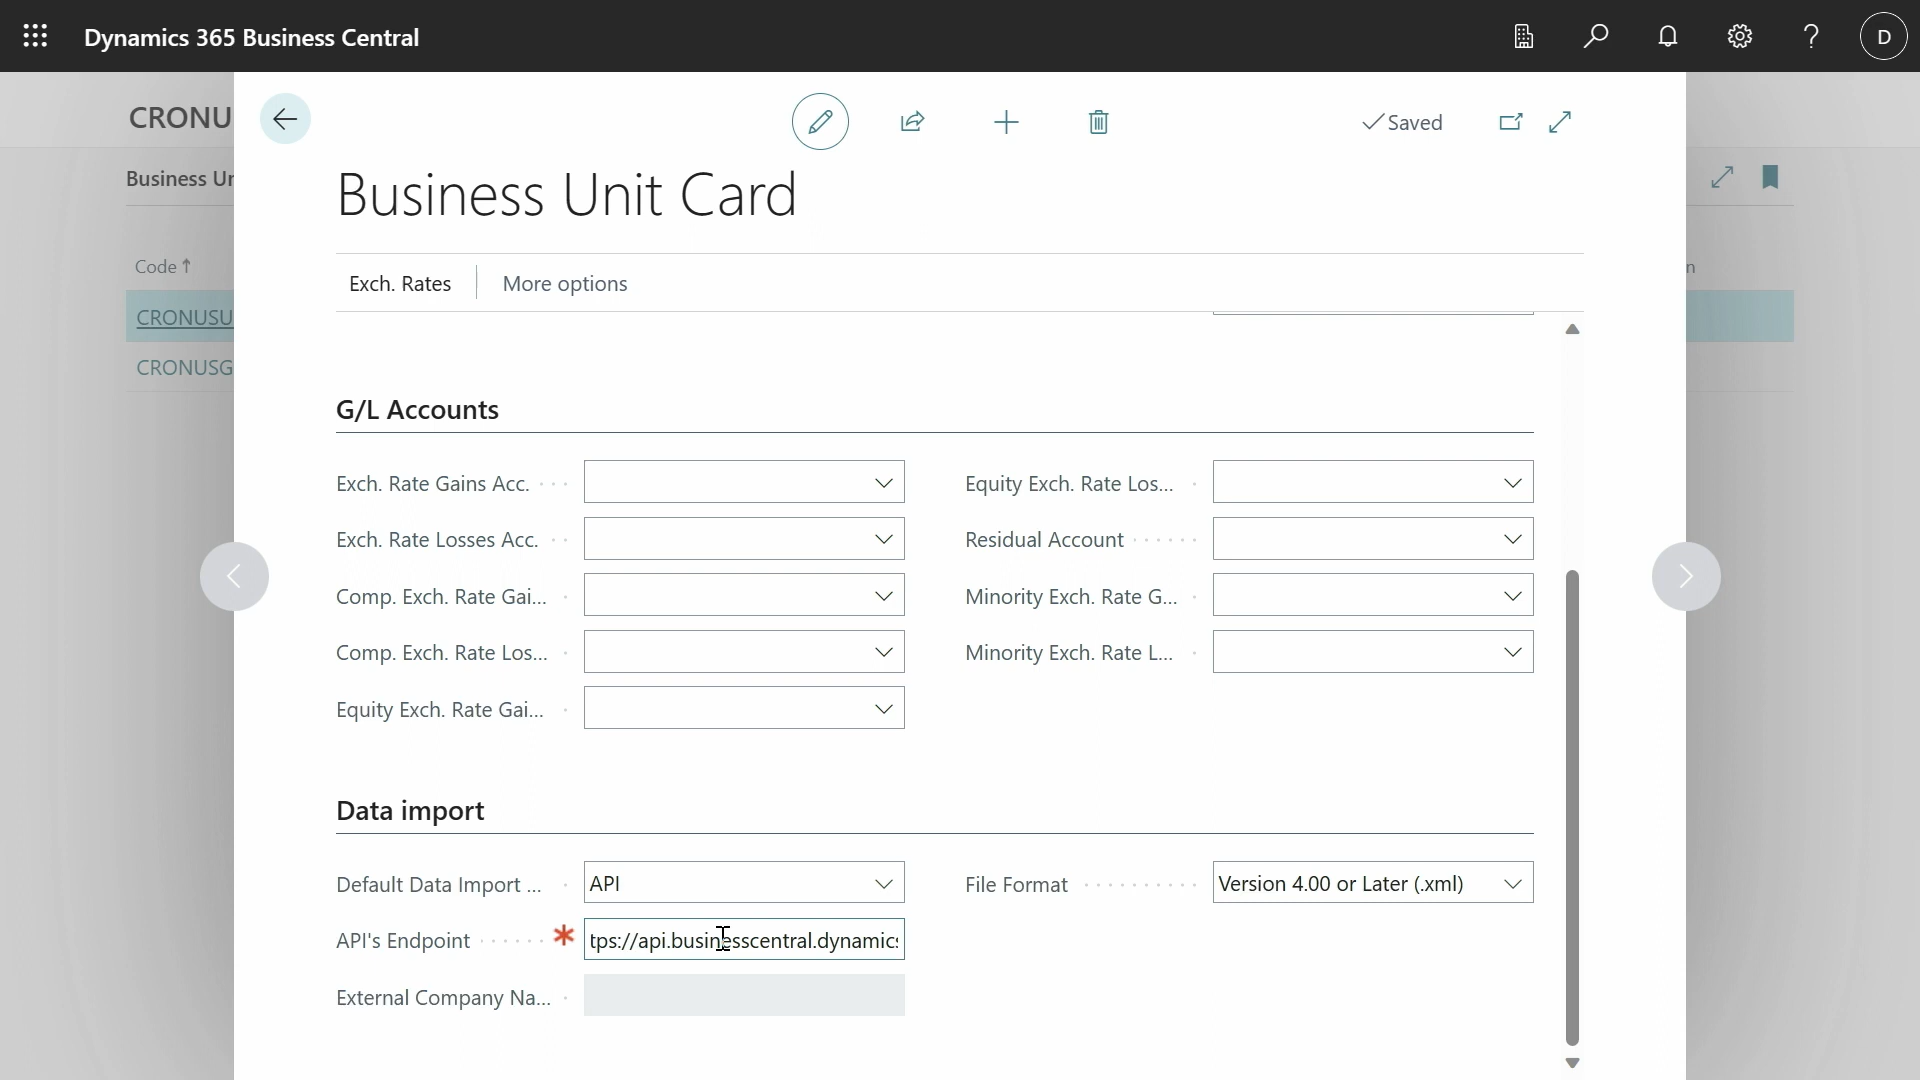 Dynamics 365 Business Central
D
CRONU
Saved
Business Un
Business Unit Card
Code
n
Exch. Rates
More options
CRONUSU
CRONUSG
G/L Accounts
Exch. Rate Gains Acc.
Equity Exch. Rate Los...
Exch. Rate Losses Acc.
Residual Account
Comp. Exch. Rate Gai...
Minority Exch. Rate G...
Comp. Exch. Rate Los...
Minority Exch. Rate L...
Equity Exch. Rate Gai...
Data import
Default Data Import ...
API
File Format
Version 4.00 or Later (.xml)
API's Endpoint
tps://api.businesscentral.dynamics
External Company Na...